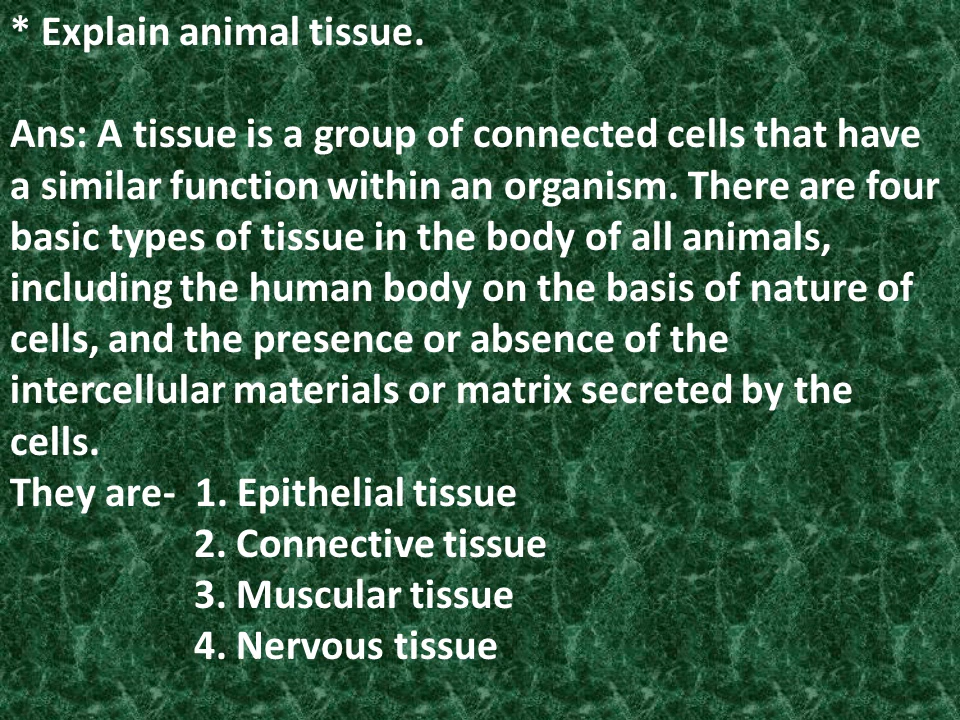 * Explain animal tissue.
Ans: A tissue is a group of connected cells that have
a similar function within an organism. There are four
basic types of tissue in the body of all animals,
including the human body on the basis of nature of
cells, and the presence or absence of the
intercellular materials or matrix secreted by the
cells.
They are- 1. Epithelial tissue
2. Connective tissue
3. Muscular tissue
4. Nervous tissue